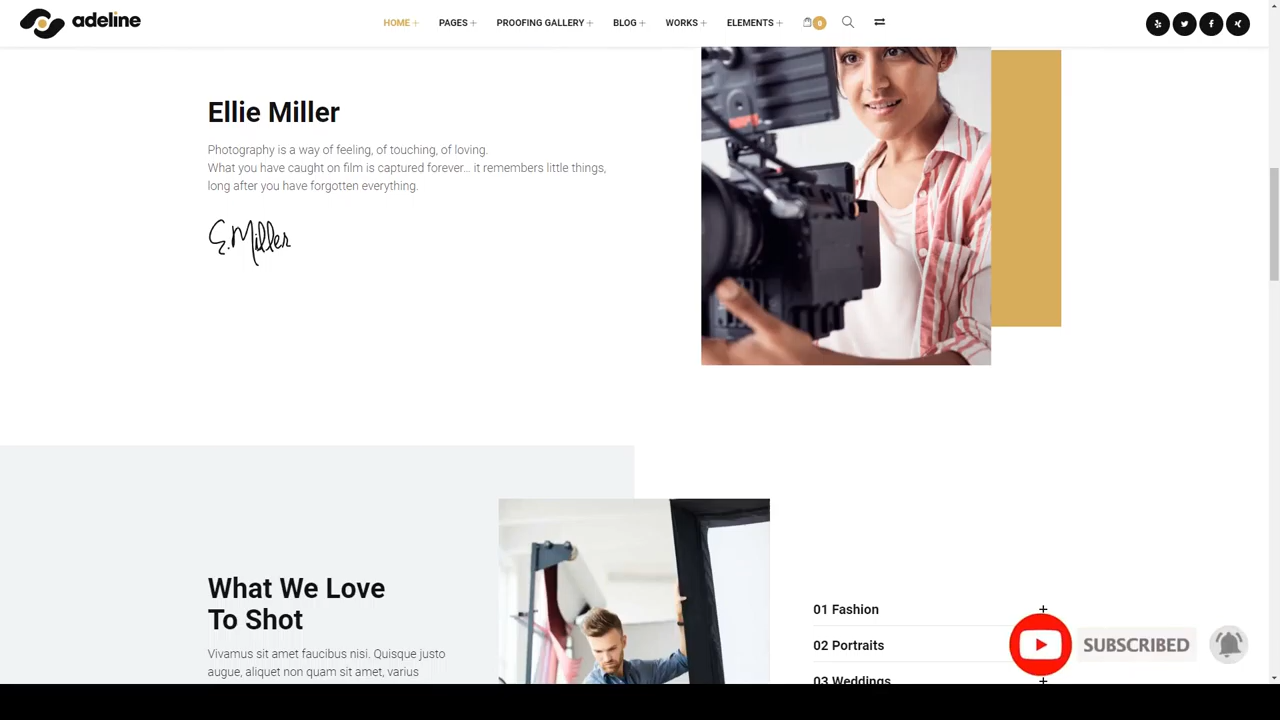 adeline
HOME + PAGES + PROOFING GALLERY + BLOG + WORKS + ELEMENTS + 0
Ellie Miller
Photography is a way of feeling, of touching, of loving.
What you have caught on film is captured forever... it remembers little things,
long after you have forgotten everything.
E.Miller
What We Love
To Shot
Vivamus sit amet faucibus nisi. Quisque justo
augue, aliquet non quam sit amet, varius
01 Fashion +
02 Portraits
03 Weddings +
SUBSCRIBED